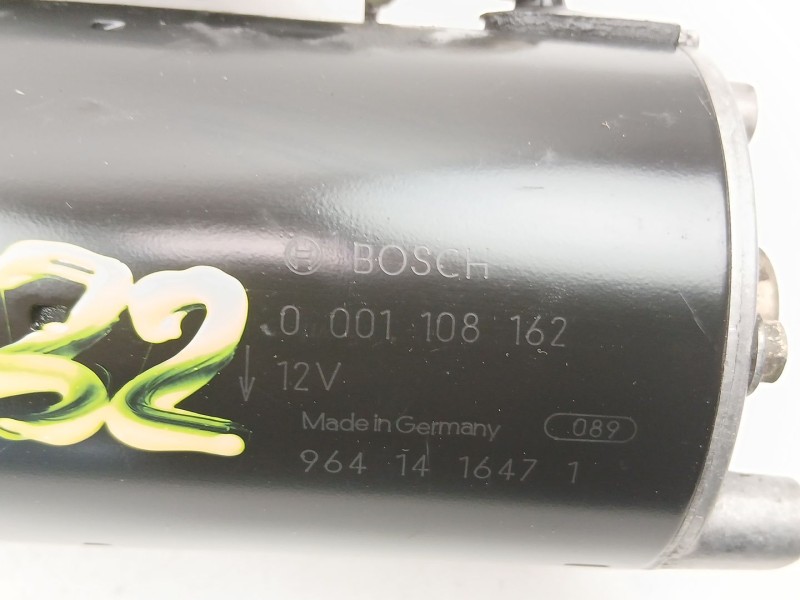 BOSCH
0 001 108 162
12V
Made in Germany 089
964 14 1647 1
32